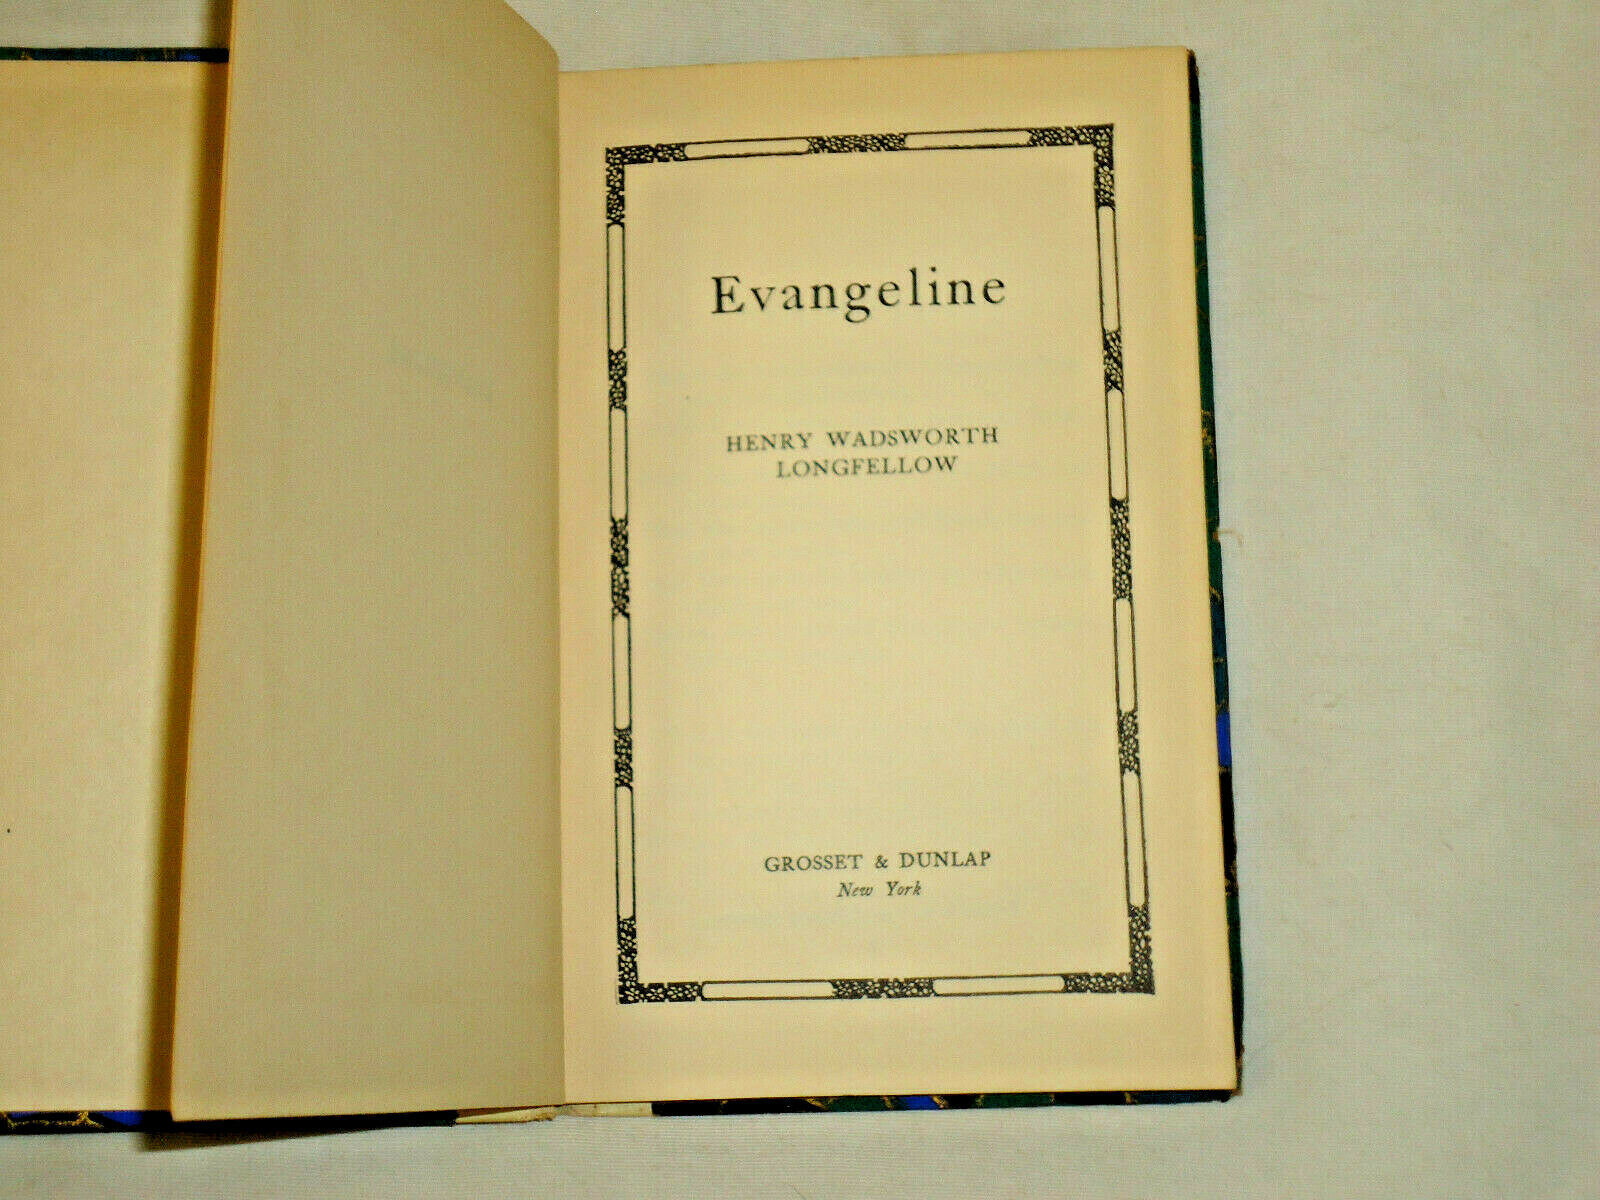 Evangeline
HENRY WADSWORTH
LONGFELLOW
GROSSET & DUNLAP
New York